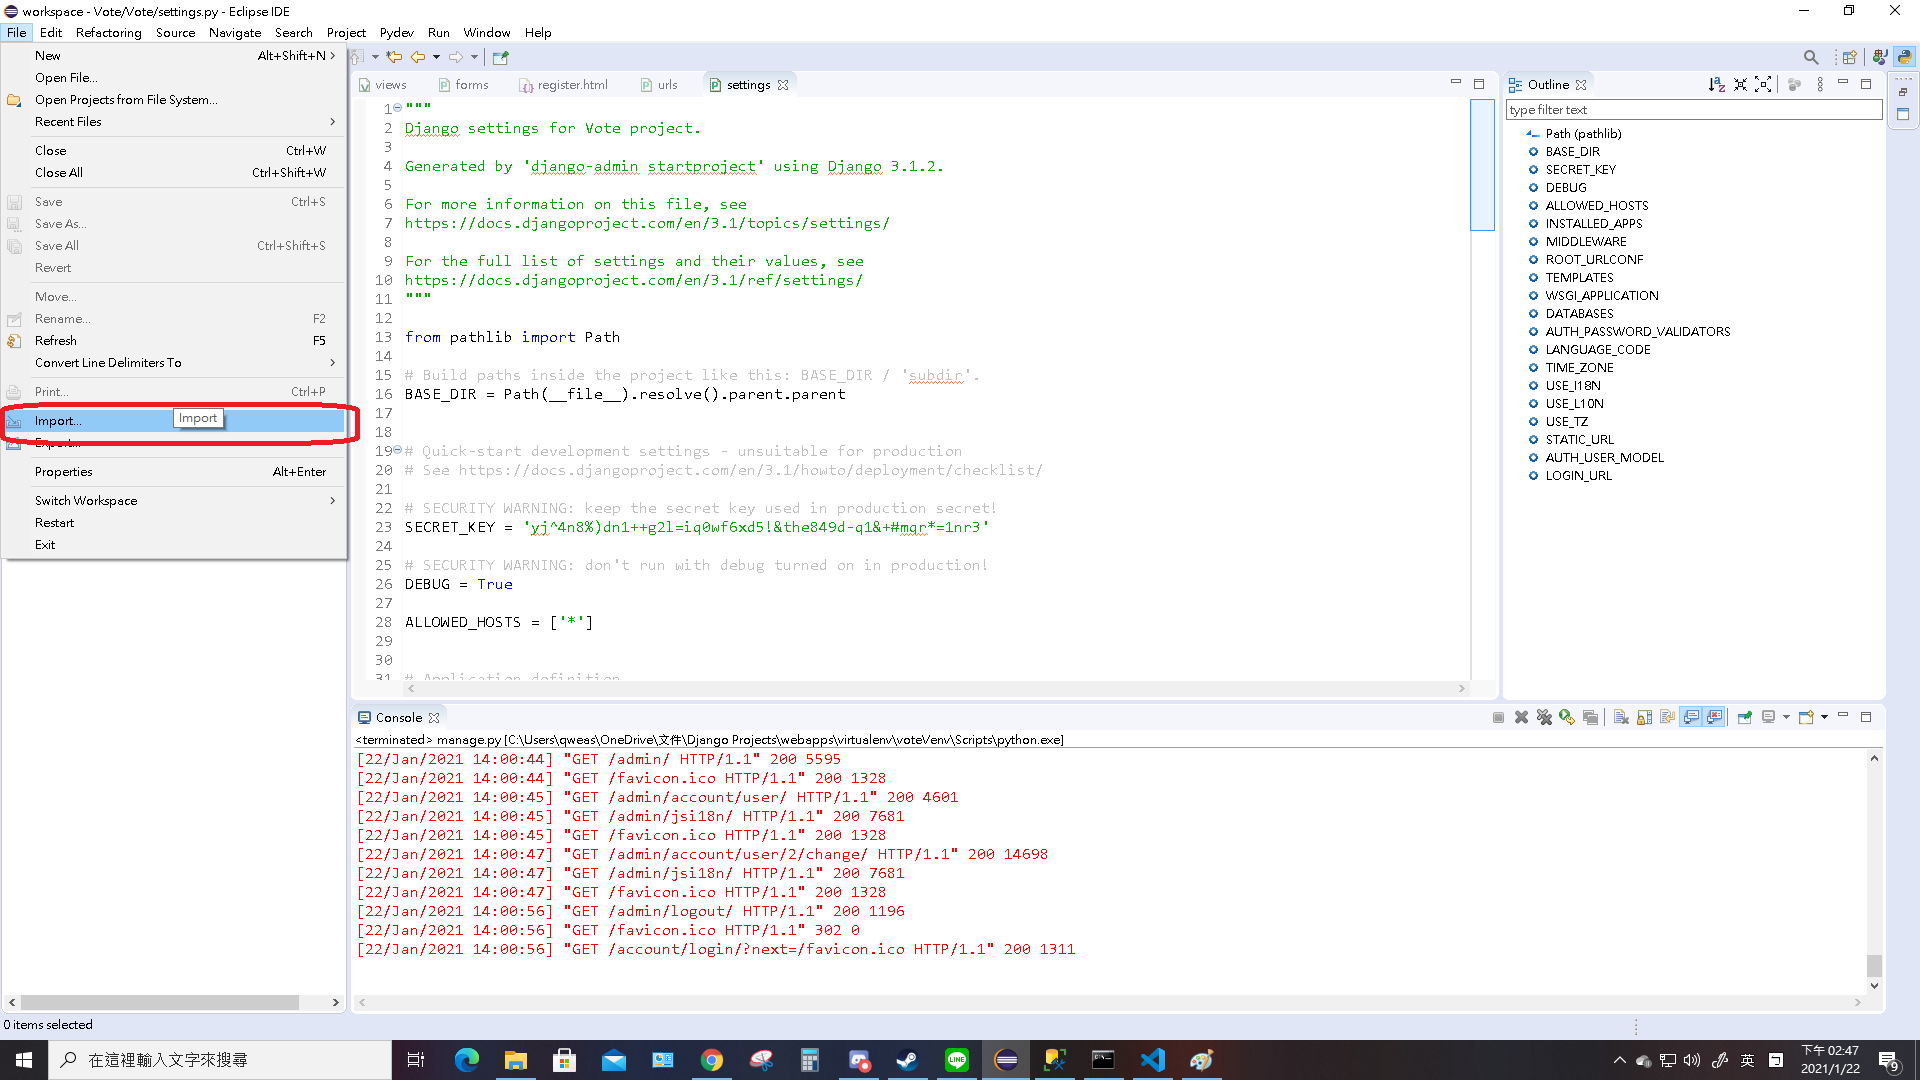 workspace - Vote/Vote/settings.py - Eclipse IDE
File Edit Refactoring Source Navigate Search Project Pydev Run Window Help
New Alt+Shift+N
Open File...
Open Projects from File System...
Recent Files
Close Ctrl+W
Close All Ctrl+Shift+W
Save Ctrl+S
Save As...
Save All Ctrl+Shift+S
Revert
Move...
Rename... F2
Refresh F5
Convert Line Delimiters To
Print... Ctrl+P
Import... Import
Export...
Properties Alt+Enter
Switch Workspace
Restart
Exit
views forms register.html urls settings
1 """
2 Django settings for Vote project.
3
4 Generated by 'django-admin startproject' using Django 3.1.2.
5
6 For more information on this file, see
7 https://docs.djangoproject.com/en/3.1/topics/settings/
8
9 For the full list of settings and their values, see
10 https://docs.djangoproject.com/en/3.1/ref/settings/
11 """
12
13 from pathlib import Path
14
15 # Build paths inside the project like this: BASE_DIR / 'subdir'.
16 BASE_DIR = Path(__file__).resolve().parent.parent
17
18
19 # Quick-start development settings - unsuitable for production
20 # See https://docs.djangoproject.com/en/3.1/howto/deployment/checklist/
21
22 # SECURITY WARNING: keep the secret key used in production secret!
23 SECRET_KEY = 'yj^4n8%)dn1++g2l=iq0wf6xd5!&the849d-q1&+#mqr*=1nr3'
24
25 # SECURITY WARNING: don't run with debug turned on in production!
26 DEBUG = True
27
28 ALLOWED_HOSTS = ['*']
29
30
31 # Application definition
Outline
type filter text
Path (pathlib)
BASE_DIR
SECRET_KEY
DEBUG
ALLOWED_HOSTS
INSTALLED_APPS
MIDDLEWARE
ROOT_URLCONF
TEMPLATES
WSGI_APPLICATION
DATABASES
AUTH_PASSWORD_VALIDATORS
LANGUAGE_CODE
TIME_ZONE
USE_I18N
USE_L10N
USE_TZ
STATIC_URL
AUTH_USER_MODEL
LOGIN_URL
Console
<terminated> manage.py [C:\Users\qweas\OneDrive\文件\Django Projects\webapps\virtualenv\voteVenv\Scripts\python.exe]
[22/Jan/2021 14:00:44] "GET /admin/ HTTP/1.1" 200 5595
[22/Jan/2021 14:00:44] "GET /favicon.ico HTTP/1.1" 200 1328
[22/Jan/2021 14:00:45] "GET /admin/account/user/ HTTP/1.1" 200 4601
[22/Jan/2021 14:00:45] "GET /admin/jsi18n/ HTTP/1.1" 200 7681
[22/Jan/2021 14:00:45] "GET /favicon.ico HTTP/1.1" 200 1328
[22/Jan/2021 14:00:47] "GET /admin/account/user/2/change/ HTTP/1.1" 200 14698
[22/Jan/2021 14:00:47] "GET /admin/jsi18n/ HTTP/1.1" 200 7681
[22/Jan/2021 14:00:47] "GET /favicon.ico HTTP/1.1" 200 1328
[22/Jan/2021 14:00:56] "GET /admin/logout/ HTTP/1.1" 200 1196
[22/Jan/2021 14:00:56] "GET /favicon.ico HTTP/1.1" 302 0
[22/Jan/2021 14:00:56] "GET /account/login/?next=/favicon.ico HTTP/1.1" 200 1311
0 items selected
在這裡輸入文字來搜尋
英
下午 02:47
2021/1/22
9